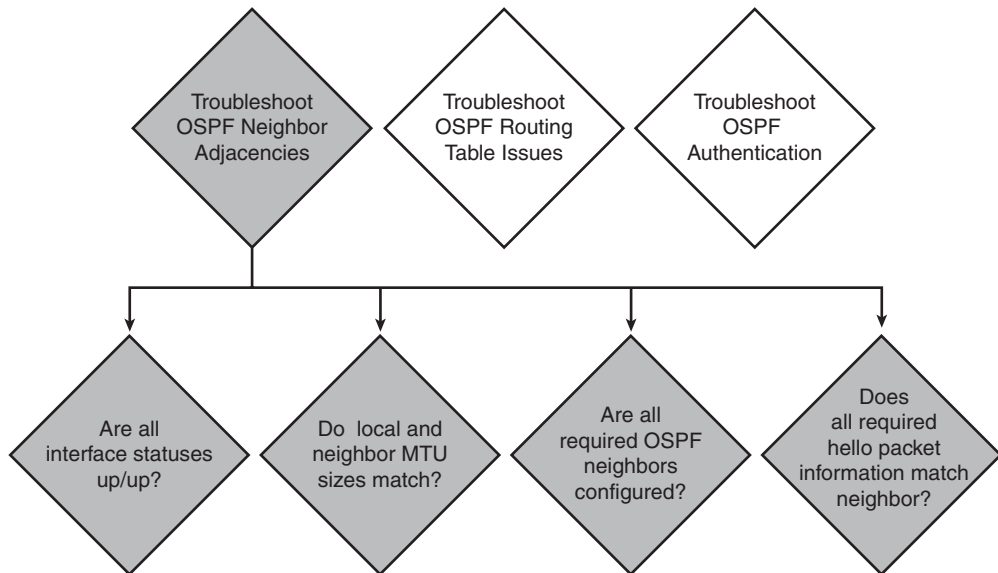 Troubleshoot
OSPF Neighbor
Adjacencies
Troubleshoot
OSPF Routing
Table Issues
Troubleshoot
OSPF
Authentication
Are all
interface statuses
up/up?
Do local and
neighbor MTU
sizes match?
Are all
required OSPF
neighbors
configured?
Does
all required
hello packet
information match
neighbor?